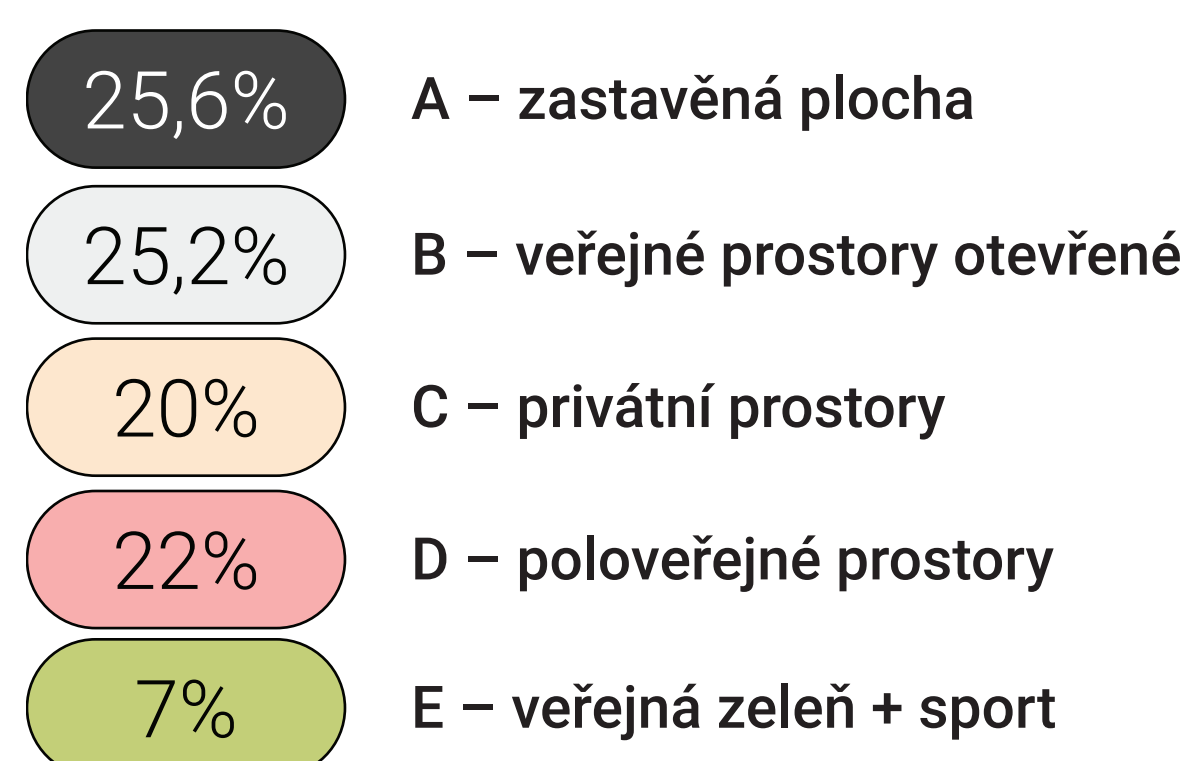 25,6% A – zastavěná plocha
25,2% B – veřejné prostory otevřené
20% C – privátní prostory
22% D – poloveřejné prostory
7% E – veřejná zeleň + sport